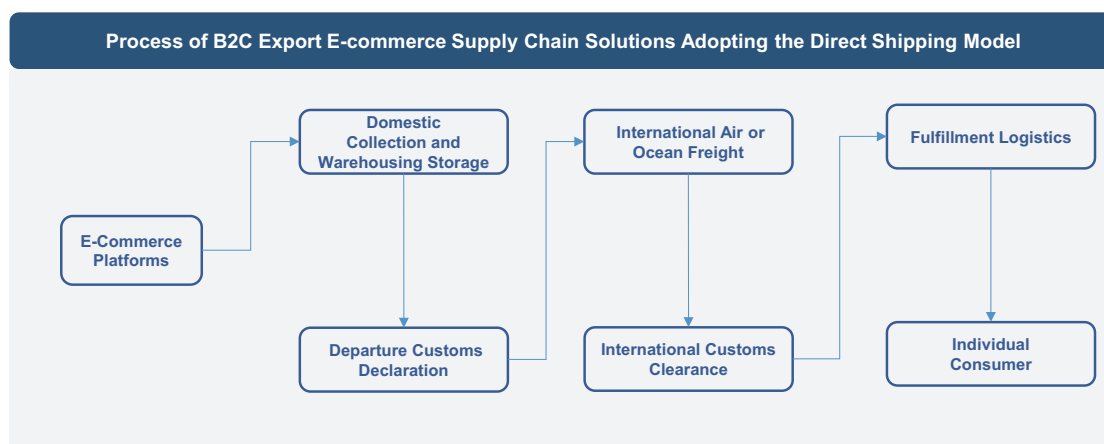 Process of B2C Export E-commerce Supply Chain Solutions Adopting the Direct Shipping Model
E-Commerce
Platforms
Domestic
Collection and
Warehousing Storage
Departure Customs
Declaration
International Air or
Ocean Freight
International Customs
Clearance
Fulfillment Logistics
Individual
Consumer